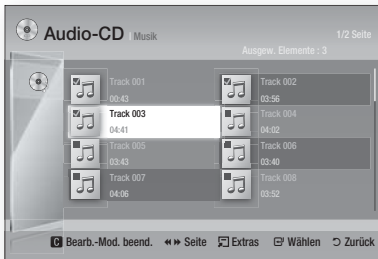 Audio-CD | Musik
1/2 Seite
Ausgew. Elemente : 3
Track 001
00:43
Track 002
03:56
Track 003
04:41
Track 004
04:02
Track 005
03:43
Track 006
03:40
Track 007
04:06
Track 008
03:52
C Bearb.-Mod. beend. Seite Extras Wählen Zurück